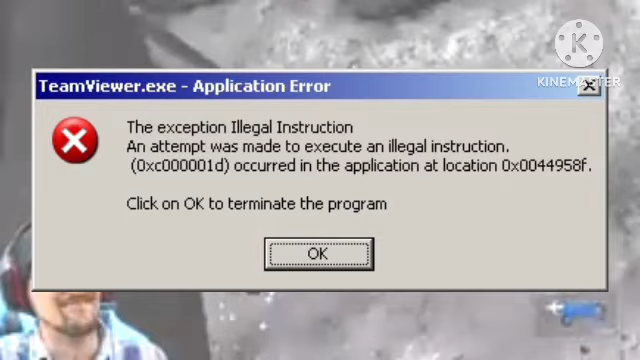 KINEMASTER
TeamViewer.exe - Application Error
The exception Illegal Instruction
An attempt was made to execute an illegal instruction.
(0xc000001d) occurred in the application at location 0x0044958f.
Click on OK to terminate the program
OK